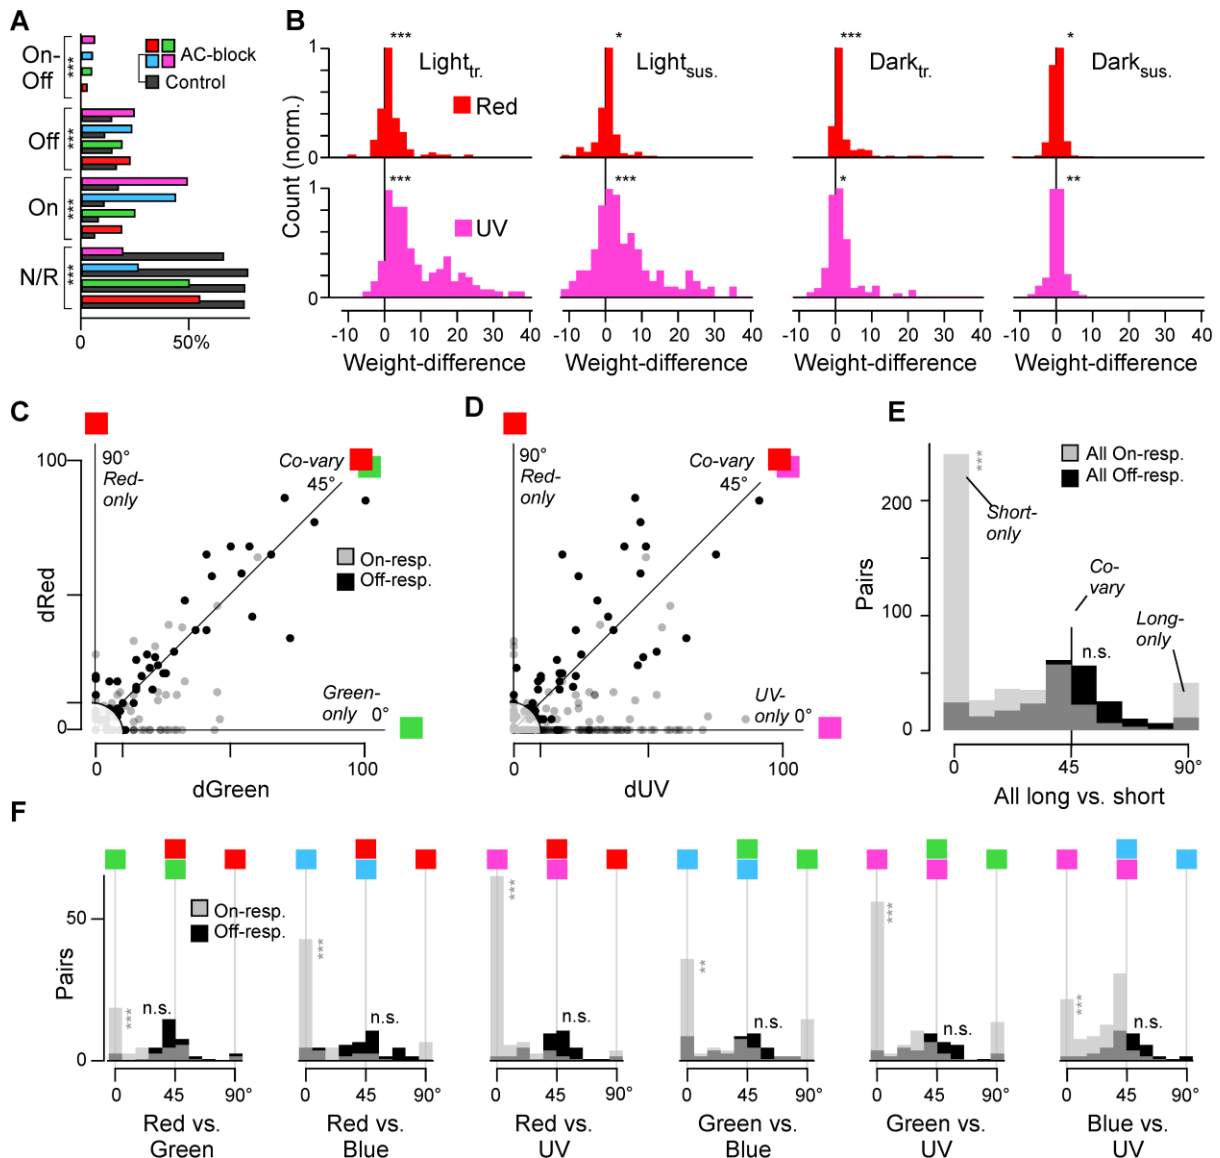 A
On-
Off
***
AC-block
Control
Off
***
On
***
N/R
***
0
50%
B
Count (norm.)
1
0
1
0
***
Light tr.
Red
*
Light sus.
***
Dark tr.
*
Dark sus.
***
UV
***
*
**
-10 0 10 20 30 40
Weight-difference
-10 0 10 20 30 40
Weight-difference
-10 0 10 20 30 40
Weight-difference
-10 0 10 20 30 40
Weight-difference
C
100
90°
Red-
only
Co-vary
45°
On-resp.
Off-resp.
dRed
Green-
only 0°
0
0
100
dGreen
D
90°
Red-
only
Co-vary
45°
UV-
only 0°
0
100
dUV
E
All On-resp.
All Off-resp.
***
200
Short-
only
Co-
vary
Pairs
100
Long-
only
n.s.
0
0 45 90°
All long vs. short
F
On-resp.
Off-resp.
50
Pairs
0
***
n.s.
0 45 90°
Red vs.
Green
***
n.s.
0 45 90°
Red vs.
Blue
***
n.s.
0 45 90°
Red vs.
UV
**
n.s.
0 45 90°
Green vs.
Blue
***
n.s.
0 45 90°
Green vs.
UV
***
n.s.
0 45 90°
Blue vs.
UV